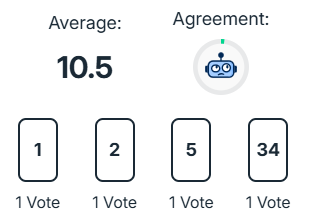 Average: Agreement:
10.5
1 2 5 34
1 Vote 1 Vote 1 Vote 1 Vote